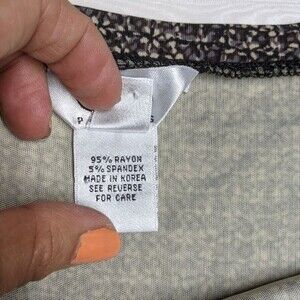 95% RAYON
5% SPANDEX
MADE IN KOREA
SEE REVERSE
FOR CARE